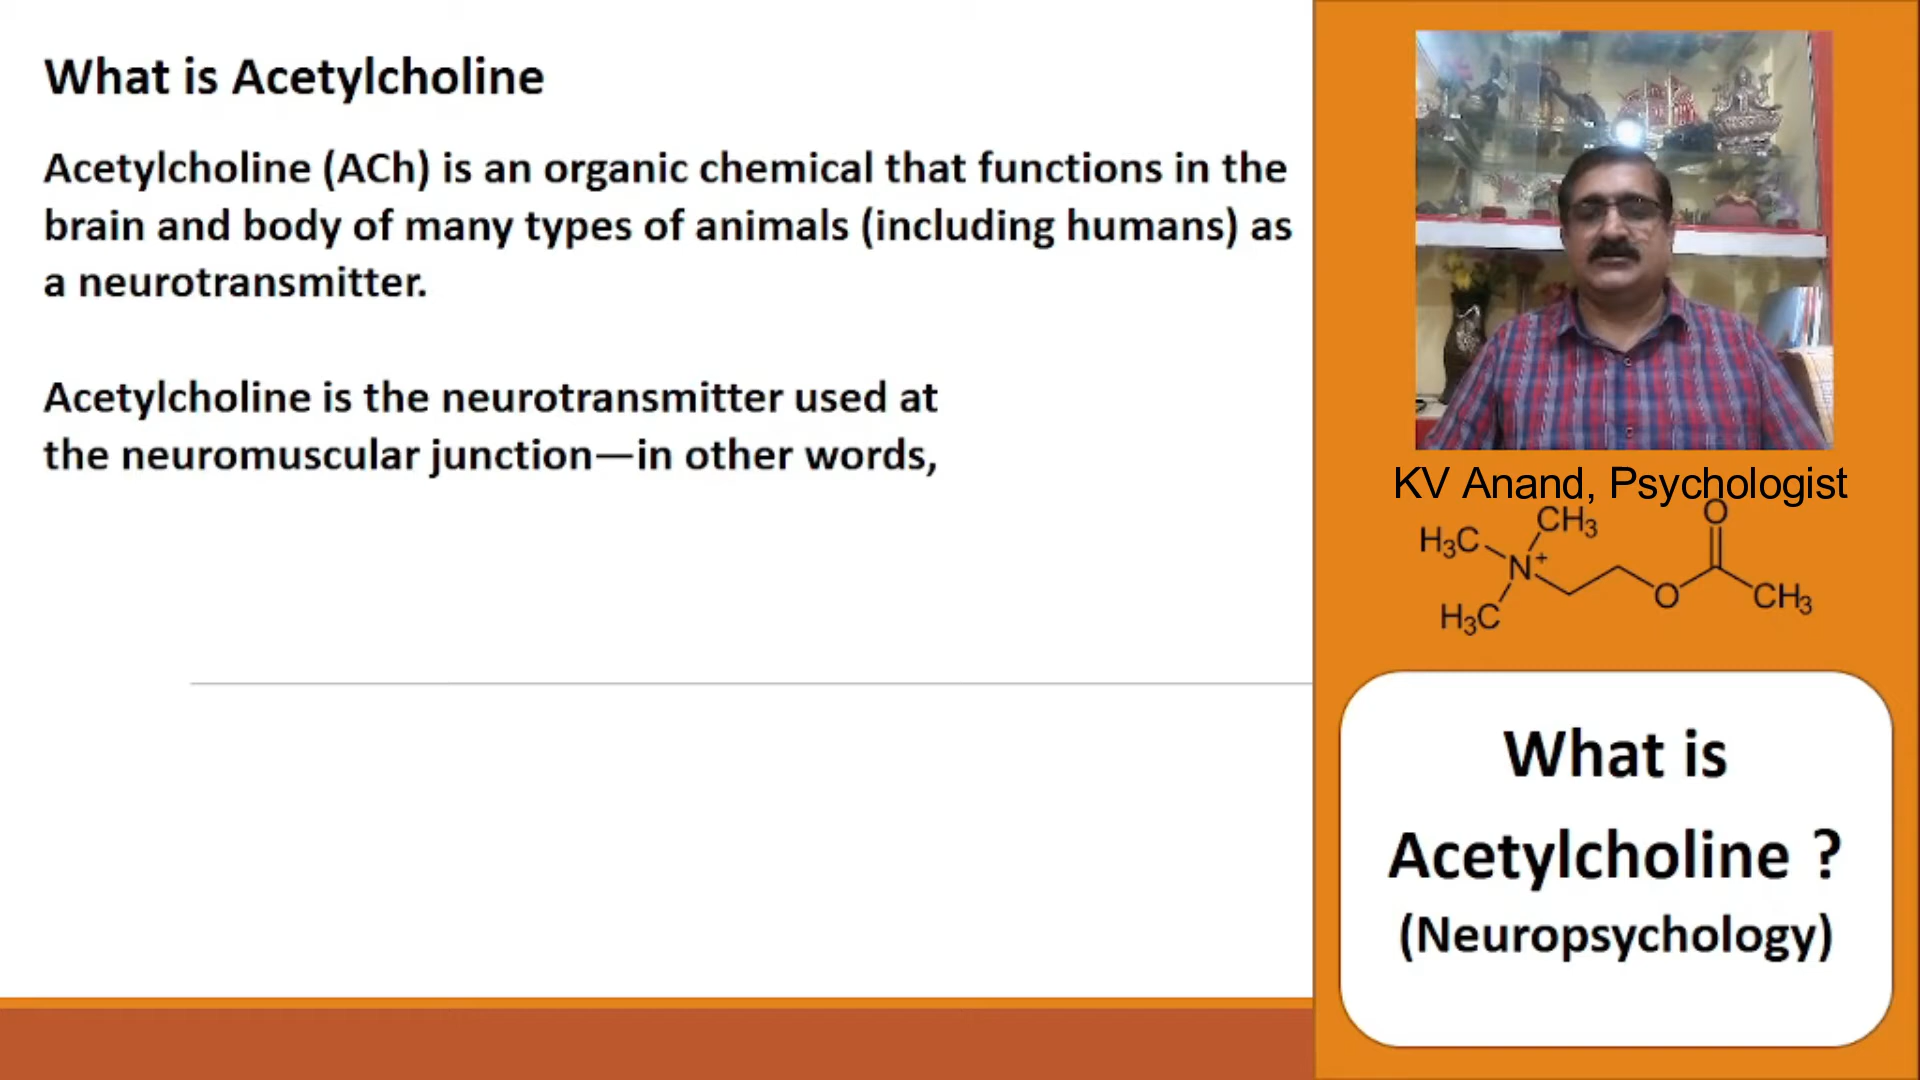 What is Acetylcholine
Acetylcholine (ACh) is an organic chemical that functions in the
brain and body of many types of animals (including humans) as
a neurotransmitter.
Acetylcholine is the neurotransmitter used at
the neuromuscular junction—in other words,
KV Anand, Psychologist
O
CH₃
H₃C
N⁺
O
CH₃
H₃C
What is
Acetylcholine ?
(Neuropsychology)